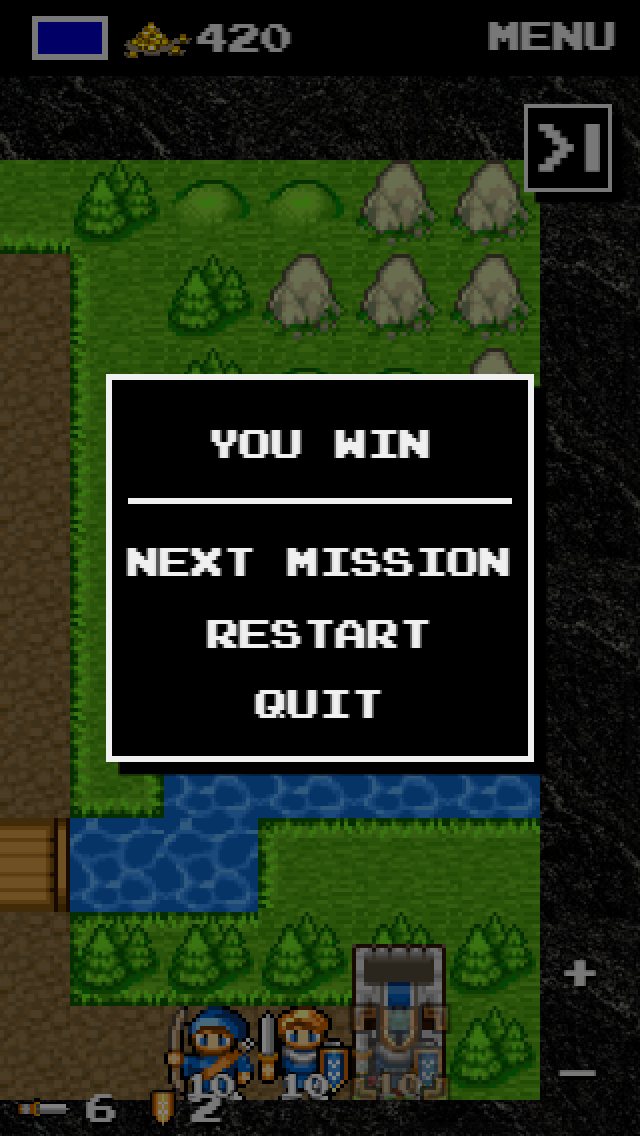 420 MENU
YOU WIN
NEXT MISSION
RESTART
QUIT
+
10 10 10
−
6 2